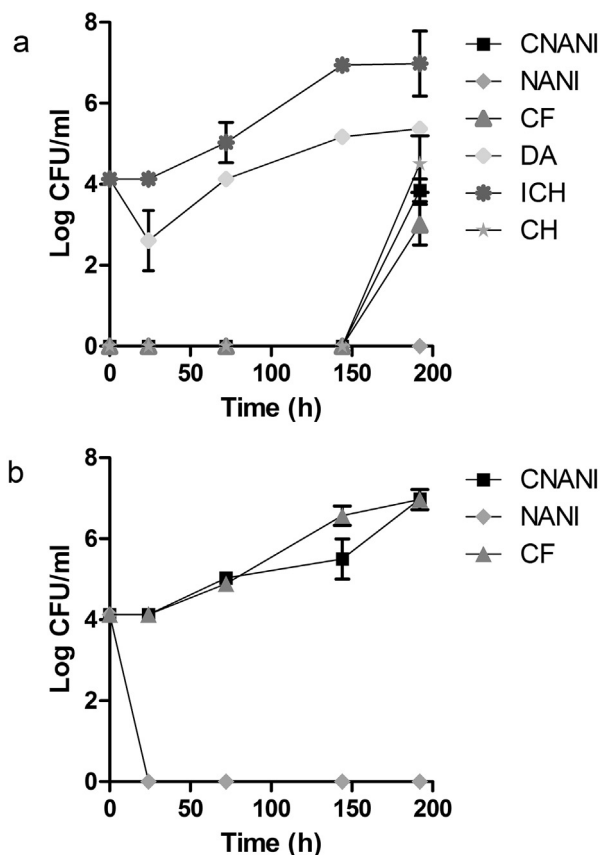 a
Log CFU/ml
8
6
4
2
0
0 50 100 150 200
Time (h)
CNANI
NANI
CF
DA
ICH
CH
b
Log CFU/ml
8
6
4
2
0
0 50 100 150 200
Time (h)
CNANI
NANI
CF